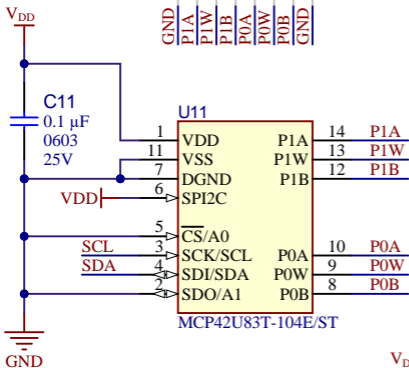 VDD
GND P1A P1W P1B P0A P0W P0B GND
C11
0.1 µF
0603
25V
U11
1 VDD P1A 14 P1A
11 VSS P1W 13 P1W
7 DGND P1B 12 P1B
VDD 6 SPI2C
5 CS/A0
SCL 3 SCK/SCL P0A 10 P0A
SDA 4 SDI/SDA P0W 9 P0W
2 SDO/A1 P0B 8 P0B
MCP42U83T-104E/ST
GND